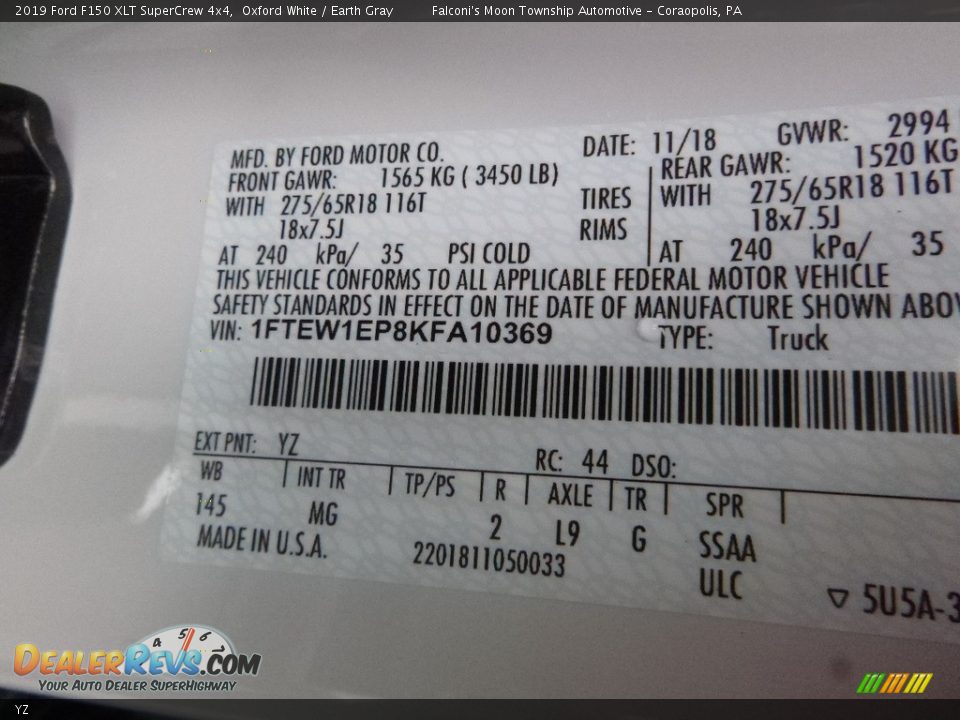 2019 Ford F150 XLT SuperCrew 4x4, Oxford White / Earth Gray Falconi's Moon Township Automotive - Coraopolis, PA
MFD. BY FORD MOTOR CO. DATE: 11/18 GVWR: 2994
FRONT GAWR: 1565 KG ( 3450 LB) REAR GAWR: 1520 KG
WITH 275/65R18 116T TIRES WITH 275/65R18 116T
18x7.5J RIMS 18x7.5J
AT 240 kPa/ 35 PSI COLD AT 240 kPa/ 35
THIS VEHICLE CONFORMS TO ALL APPLICABLE FEDERAL MOTOR VEHICLE
SAFETY STANDARDS IN EFFECT ON THE DATE OF MANUFACTURE SHOWN ABOV
VIN: 1FTEW1EP8KFA10369 TYPE: Truck
EXT PNT: YZ RC: 44 DSO:
WB INT TR TP/PS R AXLE TR SPR
145 MG 2 L9 G SSAA
MADE IN U.S.A. 2201811050033 ULC
▽ 5U5A-3
4 5 6
DEALERREVS.COM
YOUR AUTO DEALER SUPERHIGHWAY
YZ